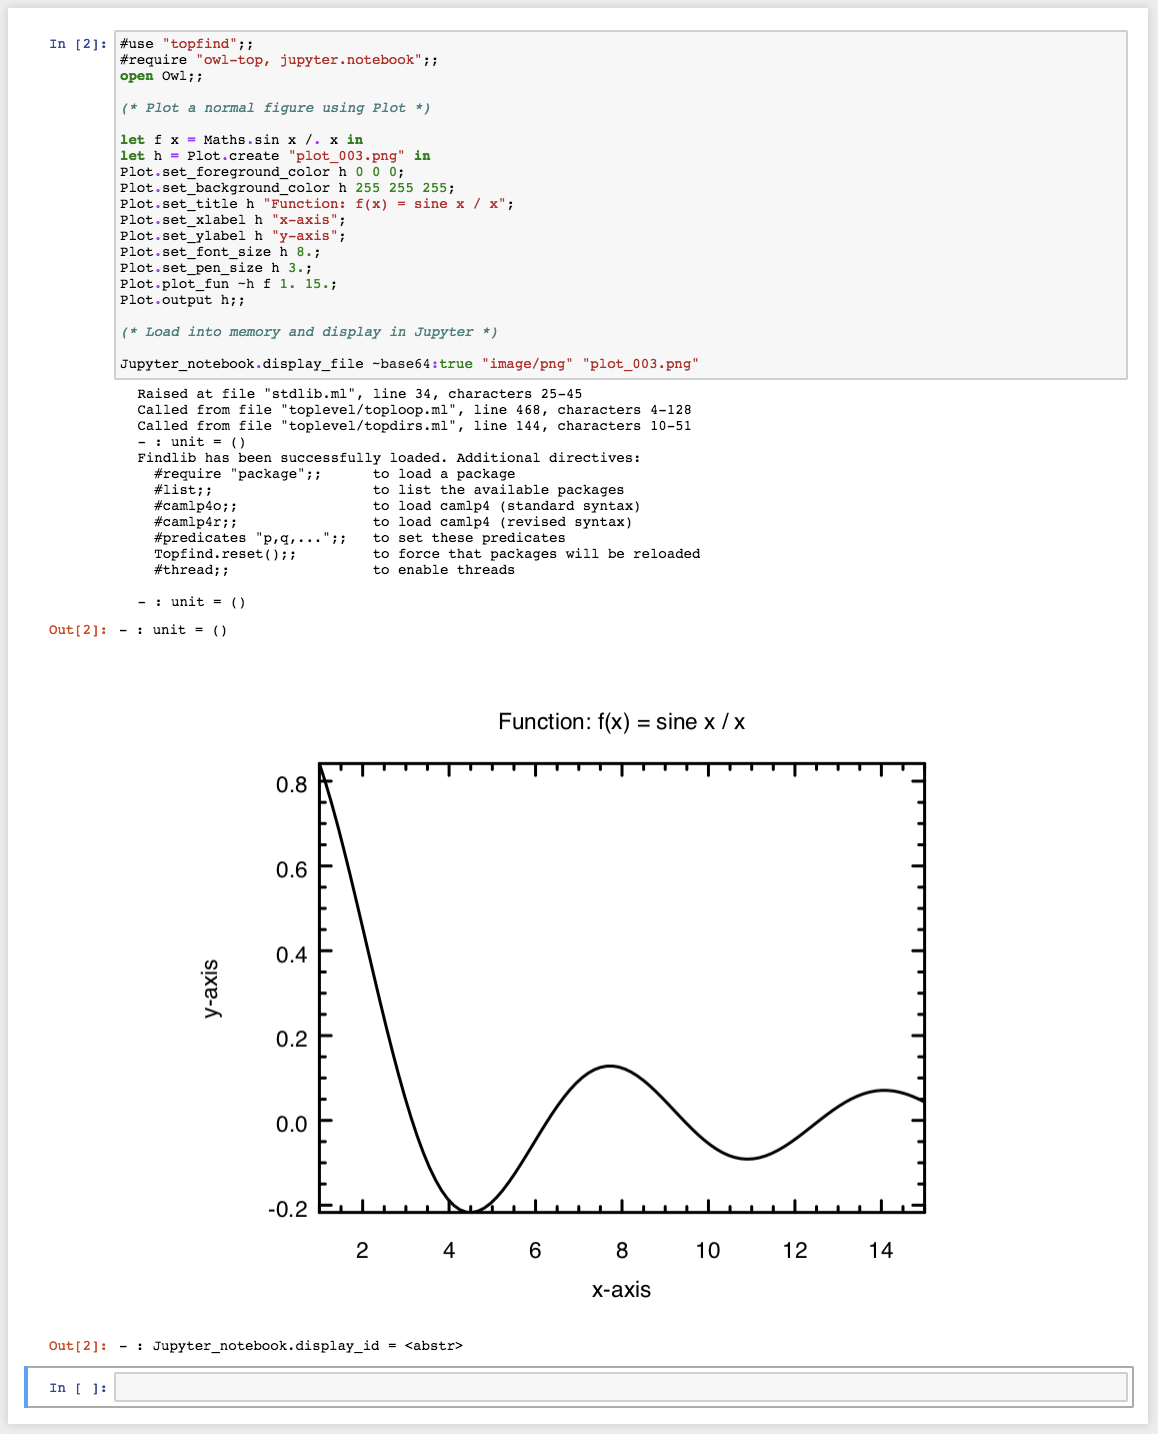 In [2]: #use "topfind";;
#require "owl-top, jupyter.notebook";;
open Owl;;
(* Plot a normal figure using Plot *)
let f x = Maths.sin x /. x in
let h = Plot.create "plot_003.png" in
Plot.set_foreground_color h 0 0 0;
Plot.set_background_color h 255 255 255;
Plot.set_title h "Function: f(x) = sine x / x";
Plot.set_xlabel h "x-axis";
Plot.set_ylabel h "y-axis";
Plot.set_font_size h 8.;
Plot.set_pen_size h 3.;
Plot.plot_fun ~h f 1. 15.;
Plot.output h;;
(* Load into memory and display in Jupyter *)
Jupyter_notebook.display_file ~base64:true "image/png" "plot_003.png"
Raised at file "stdlib.ml", line 34, characters 25-45
Called from file "toplevel/toploop.ml", line 468, characters 4-128
Called from file "toplevel/topdirs.ml", line 144, characters 10-51
- : unit = ()
Findlib has been successfully loaded. Additional directives:
#require "package";; to load a package
#list;; to list the available packages
#camlp4o;; to load camlp4 (standard syntax)
#camlp4r;; to load camlp4 (revised syntax)
#predicates "p,q,...";; to set these predicates
Topfind.reset();; to force that packages will be reloaded
#thread;; to enable threads
- : unit = ()
Out[2]: - : unit = ()
Function: f(x) = sine x / x
0.8
0.6
0.4
y-axis
0.2
0.0
-0.2
2 4 6 8 10 12 14
x-axis
Out[2]: - : Jupyter_notebook.display_id = <abstr>
In [ ]: